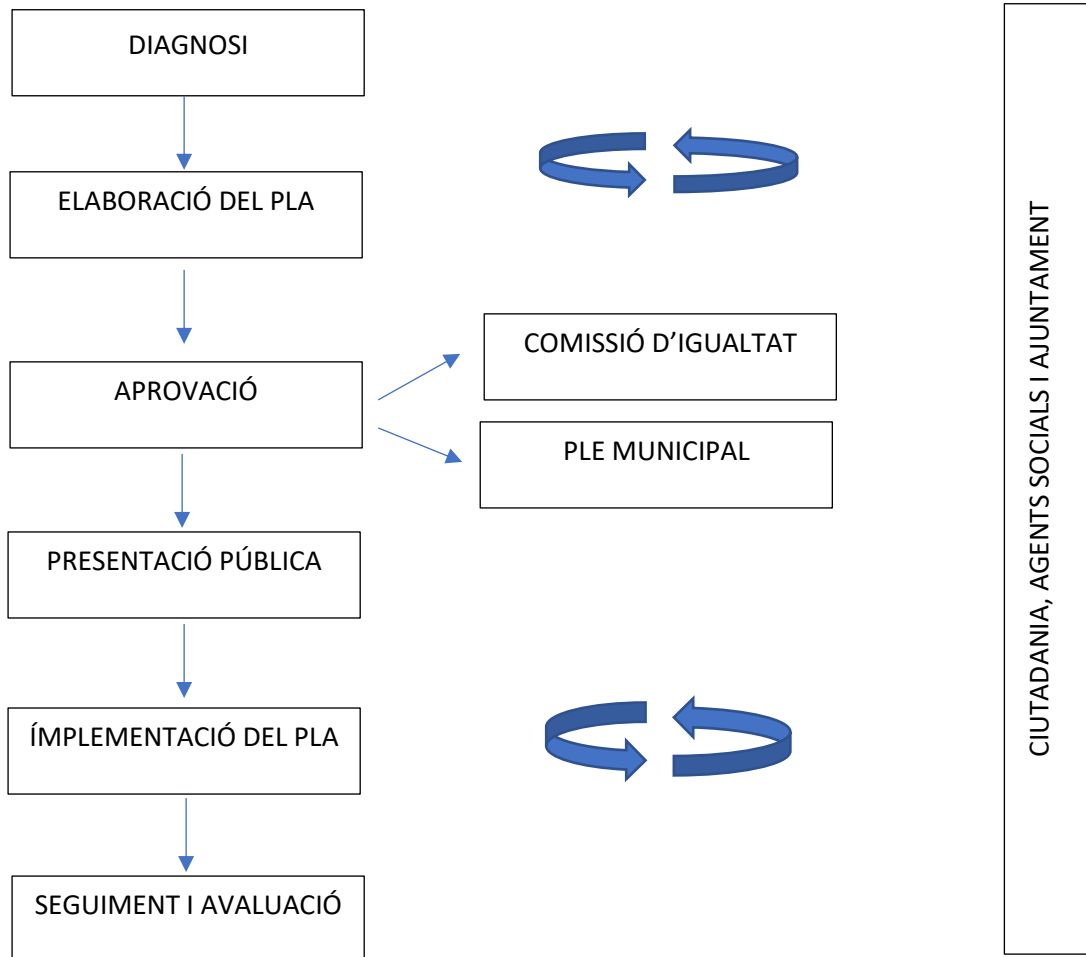 DIAGNOSI
ELABORACIÓ DEL PLA
APROVACIÓ
COMISSIÓ D’IGUALTAT
PLE MUNICIPAL
PRESENTACIÓ PÚBLICA
ÍMPLEMENTACIÓ DEL PLA
SEGUIMENT I AVALUACIÓ
CIUTADANIA, AGENTS SOCIALS I AJUNTAMENT